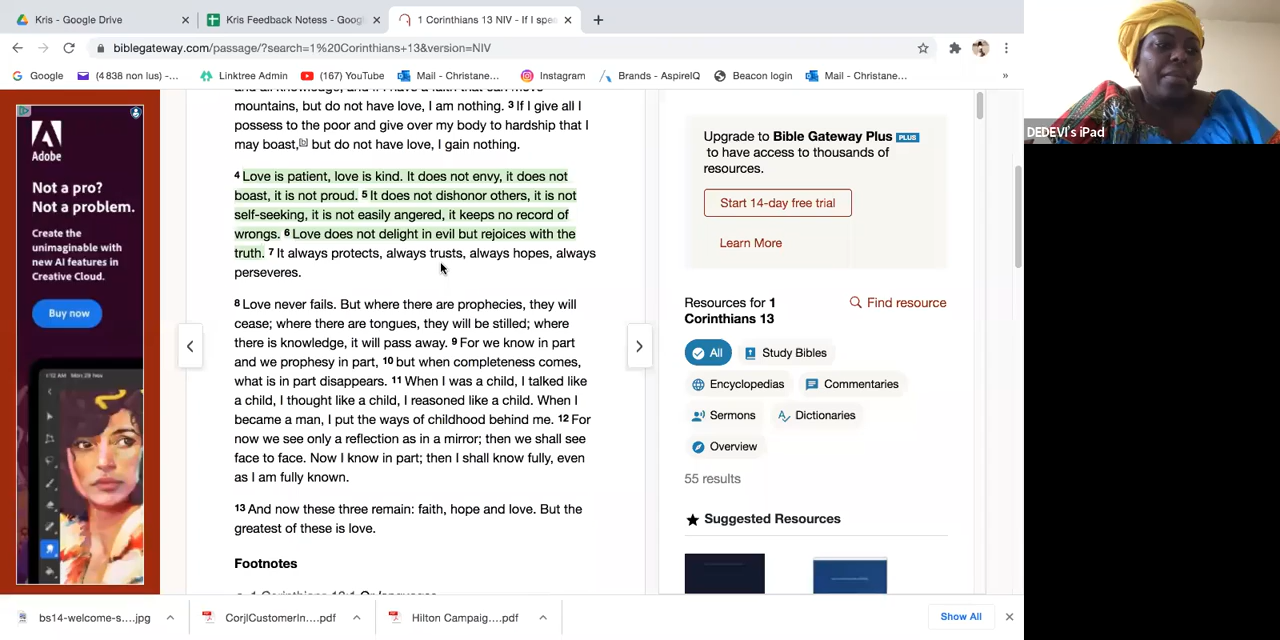 Kris - Google Drive
Kris Feedback Notess - Goog
1 Corinthians 13 NIV - If I spe
biblegateway.com/passage/?search=1%20Corinthians+13&version=NIV
Google
(4 838 non lus) -...
Linktree Admin
(167) YouTube
Mail - Christane...
Instagram
Brands - AspireIQ
Beacon login
Mail - Christane...
»
Adobe
Not a pro?
Not a problem.
Create the
unimaginable with
new AI features in
Creative Cloud.
Buy now
and all knowledge, and if I have a faith that can move
mountains, but do not have love, I am nothing. 3 If I give all I
possess to the poor and give over my body to hardship that I
may boast,[b] but do not have love, I gain nothing.
4 Love is patient, love is kind. It does not envy, it does not
boast, it is not proud. 5 It does not dishonor others, it is not
self-seeking, it is not easily angered, it keeps no record of
wrongs. 6 Love does not delight in evil but rejoices with the
truth. 7 It always protects, always trusts, always hopes, always
perseveres.
8 Love never fails. But where there are prophecies, they will
cease; where there are tongues, they will be stilled; where
there is knowledge, it will pass away. 9 For we know in part
and we prophesy in part, 10 but when completeness comes,
what is in part disappears. 11 When I was a child, I talked like
a child, I thought like a child, I reasoned like a child. When I
became a man, I put the ways of childhood behind me. 12 For
now we see only a reflection as in a mirror; then we shall see
face to face. Now I know in part; then I shall know fully, even
as I am fully known.
13 And now these three remain: faith, hope and love. But the
greatest of these is love.
Footnotes
Upgrade to Bible Gateway Plus PLUS
to have access to thousands of
resources.
Start 14-day free trial
Learn More
Resources for 1
Corinthians 13
Find resource
All
Study Bibles
Encyclopedias
Commentaries
Sermons
Dictionaries
Overview
55 results
Suggested Resources
DEDEVI's iPad
bs14-welcome-s....jpg
CorjlCustomerIn....pdf
Hilton Campaig....pdf
Show All